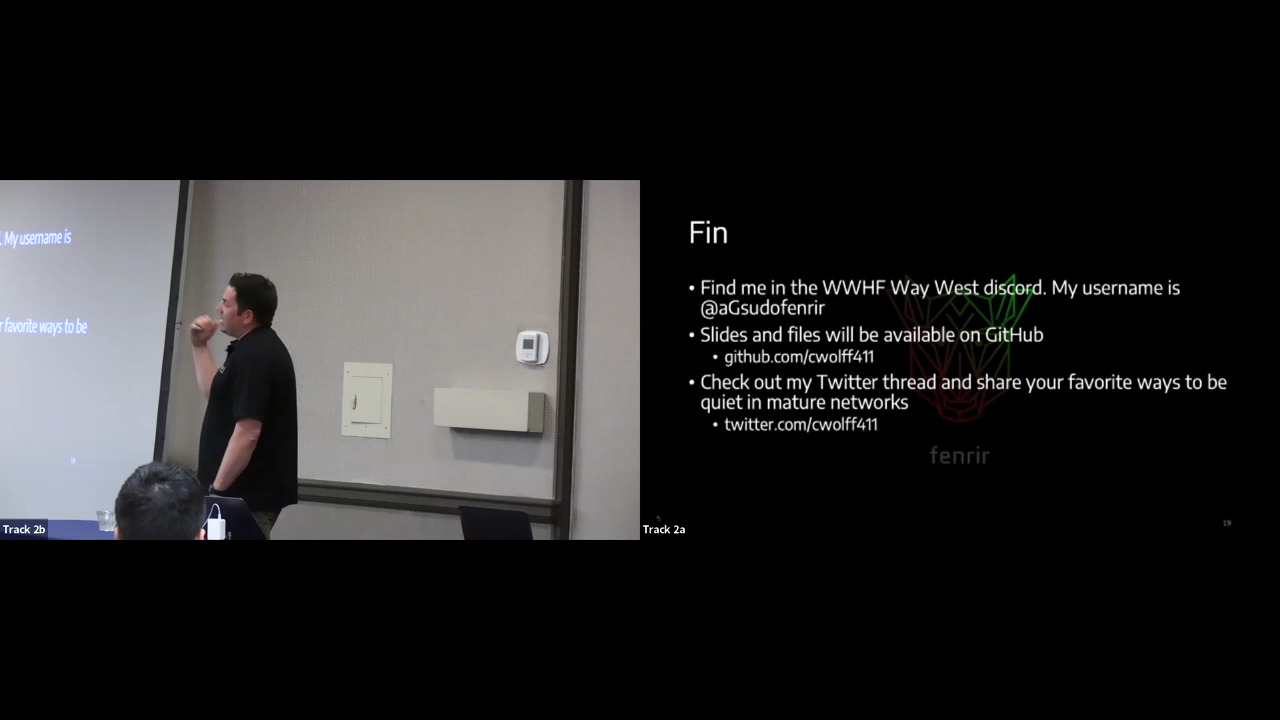 . My username is
r favorite ways to be
Track 2b
Fin
• Find me in the WWHF Way West discord. My username is
@aGsudofenrir
• Slides and files will be available on GitHub
• github.com/cwolff411
• Check out my Twitter thread and share your favorite ways to be
quiet in mature networks
• twitter.com/cwolff411
fenrir
19
Track 2a